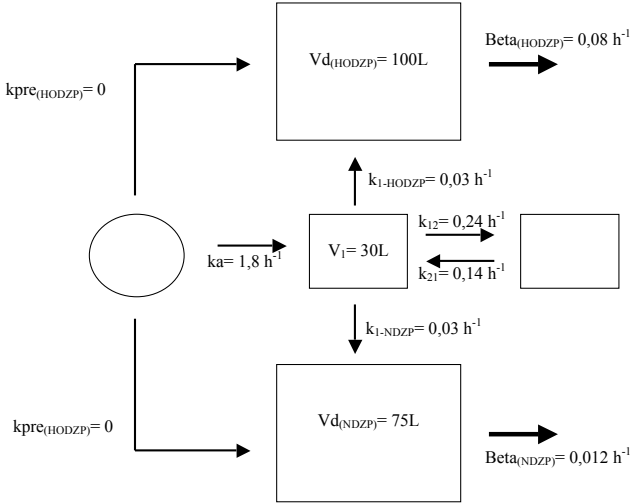 Beta(HODZP)= 0,08 h-1
Vd(HODZP)= 100L
kpre(HODZP)= 0
k1-HODZP= 0,03 h-1
k12= 0,24 h-1
V1= 30L
ka= 1,8 h-1
k21= 0,14 h-1
k1-NDZP= 0,03 h-1
Vd(NDZP)= 75L
kpre(HODZP)= 0
Beta(NDZP)= 0,012 h-1